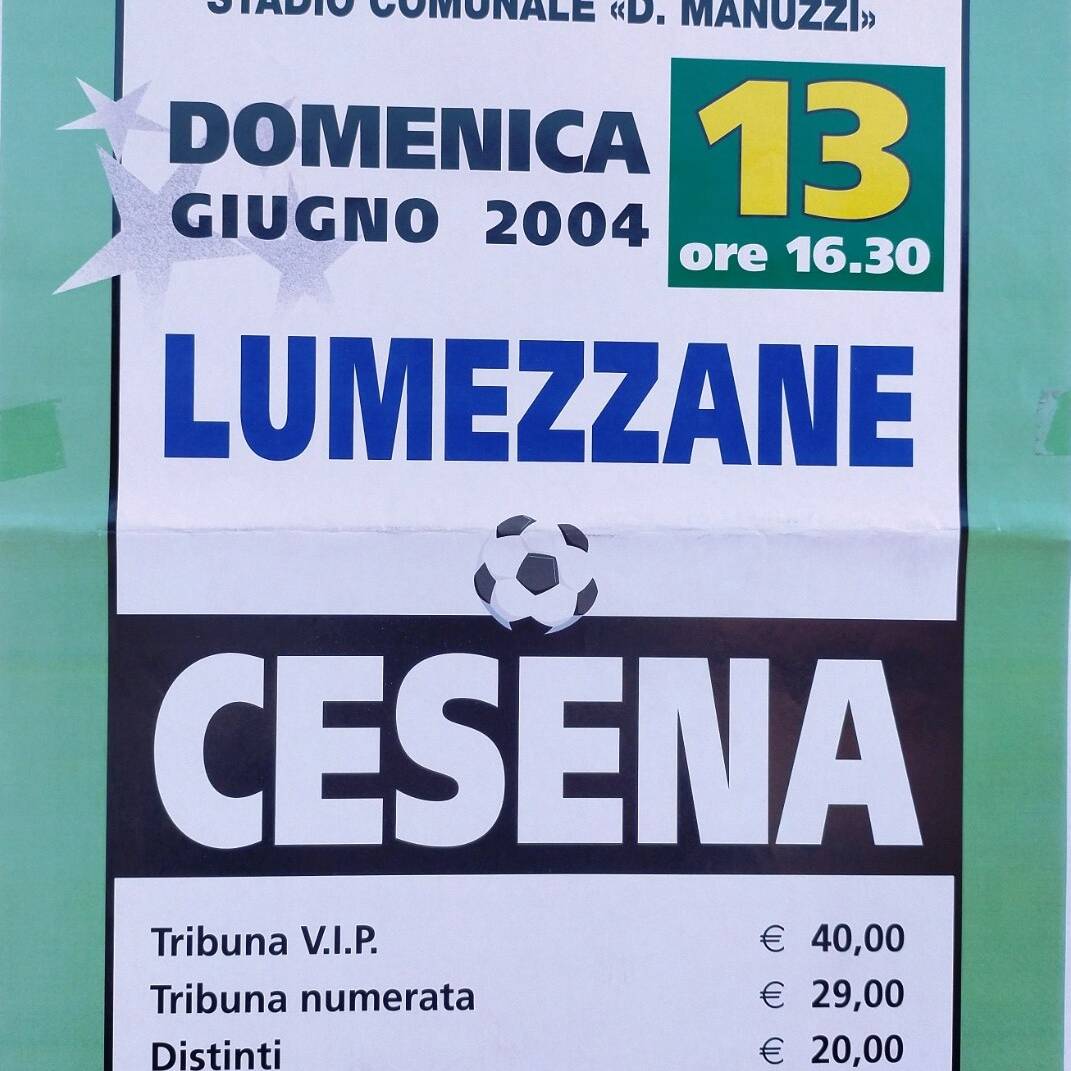 STADIO COMUNALE «D. MANUZZI»
DOMENICA 13
GIUGNO 2004 ore 16.30
LUMEZZANE
CESENA
Tribuna V.I.P. € 40,00
Tribuna numerata € 29,00
Distinti € 20,00